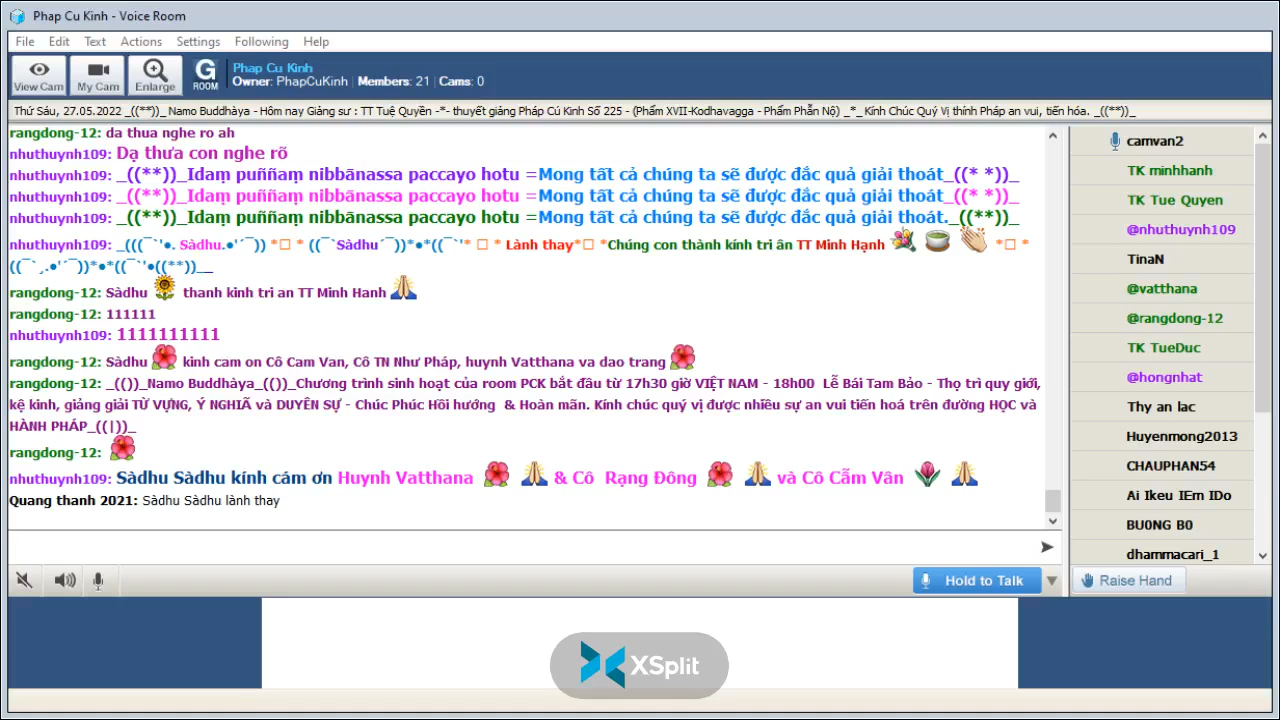 Phap Cu Kinh - Voice Room
File Edit Text Actions Settings Following Help
View Cam My Cam Enlarge G ROOM Phap Cu Kinh
Owner: PhapCuKinh | Members: 21 | Cams: 0
Thứ Sáu, 27.05.2022 _((**))_ Namo Buddhàya - Hôm nay Giảng sư : TT Tuệ Quyền -*- thuyết giảng Pháp Cú Kinh Số 225 - (Phẩm XVII-Kodhavagga - Phẩm Phẫn Nộ) _*_ Kính Chúc Quý Vị thính Pháp an vui, tiến hóa. _((**))_
rangdong-12: da thua nghe ro ah
nhuthuynh109: Dạ thưa con nghe rõ
nhuthuynh109: _((**))_Idaṃ puññaṃ nibbānassa paccayo hotu =Mong tất cả chúng ta sẽ được đắc quả giải thoát_((* *))_
nhuthuynh109: _((**))_Idaṃ puññaṃ nibbānassa paccayo hotu =Mong tất cả chúng ta sẽ được đắc quả giải thoát_((* *))_
nhuthuynh109: _((**))_Idaṃ puññaṃ nibbānassa paccayo hotu =Mong tất cả chúng ta sẽ được đắc quả giải thoát._((**))_
nhuthuynh109: _(((¯`'•. Sàdhu.•'´¯)) *□ * ((¯`Sàdhu´¯))*•*((¯`'* □ * Lành thay*□ *Chúng con thành kính tri ân TT Minh Hạnh *□ *
((¯`¸.•'´¯))*•*((¯`'•((**))__
rangdong-12: Sàdhu thanh kinh tri an TT Minh Hanh
rangdong-12: 111111
nhuthuynh109: 1111111111
rangdong-12: Sàdhu kinh cam on Cô Cam Van, Cô TN Như Pháp, huynh Vatthana va dao trang
rangdong-12: _(())_Namo Buddhàya_(())_Chương trình sinh hoạt của room PCK bắt đâu từ 17h30 giờ VIỆT NAM - 18h00 Lễ Bái Tam Bảo - Thọ trì quy giới,
kệ kinh, giảng giải TỪ VỰNG, Ý NGHIÃ và DUYÊN SỰ - Chúc Phúc Hồi hướng & Hoàn mãn. Kính chúc quý vị được nhiều sự an vui tiến hoá trên đường HỌC và
HÀNH PHÁP_((|))_
rangdong-12:
nhuthuynh109: Sàdhu Sàdhu kính cám ơn Huynh Vatthana & Cô Rạng Đông và Cô Cẩm Vân
Quang thanh 2021: Sàdhu Sàdhu lành thay
camvan2
TK minhhanh
TK Tue Quyen
@nhuthuynh109
TinaN
@vatthana
@rangdong-12
TK TueDuc
@hongnhat
Thy an lac
Huyenmong2013
CHAUPHAN54
Ai lkeu IEm IDo
BU0NG B0
dhammacari_1
Hold to Talk
Raise Hand
XSplit